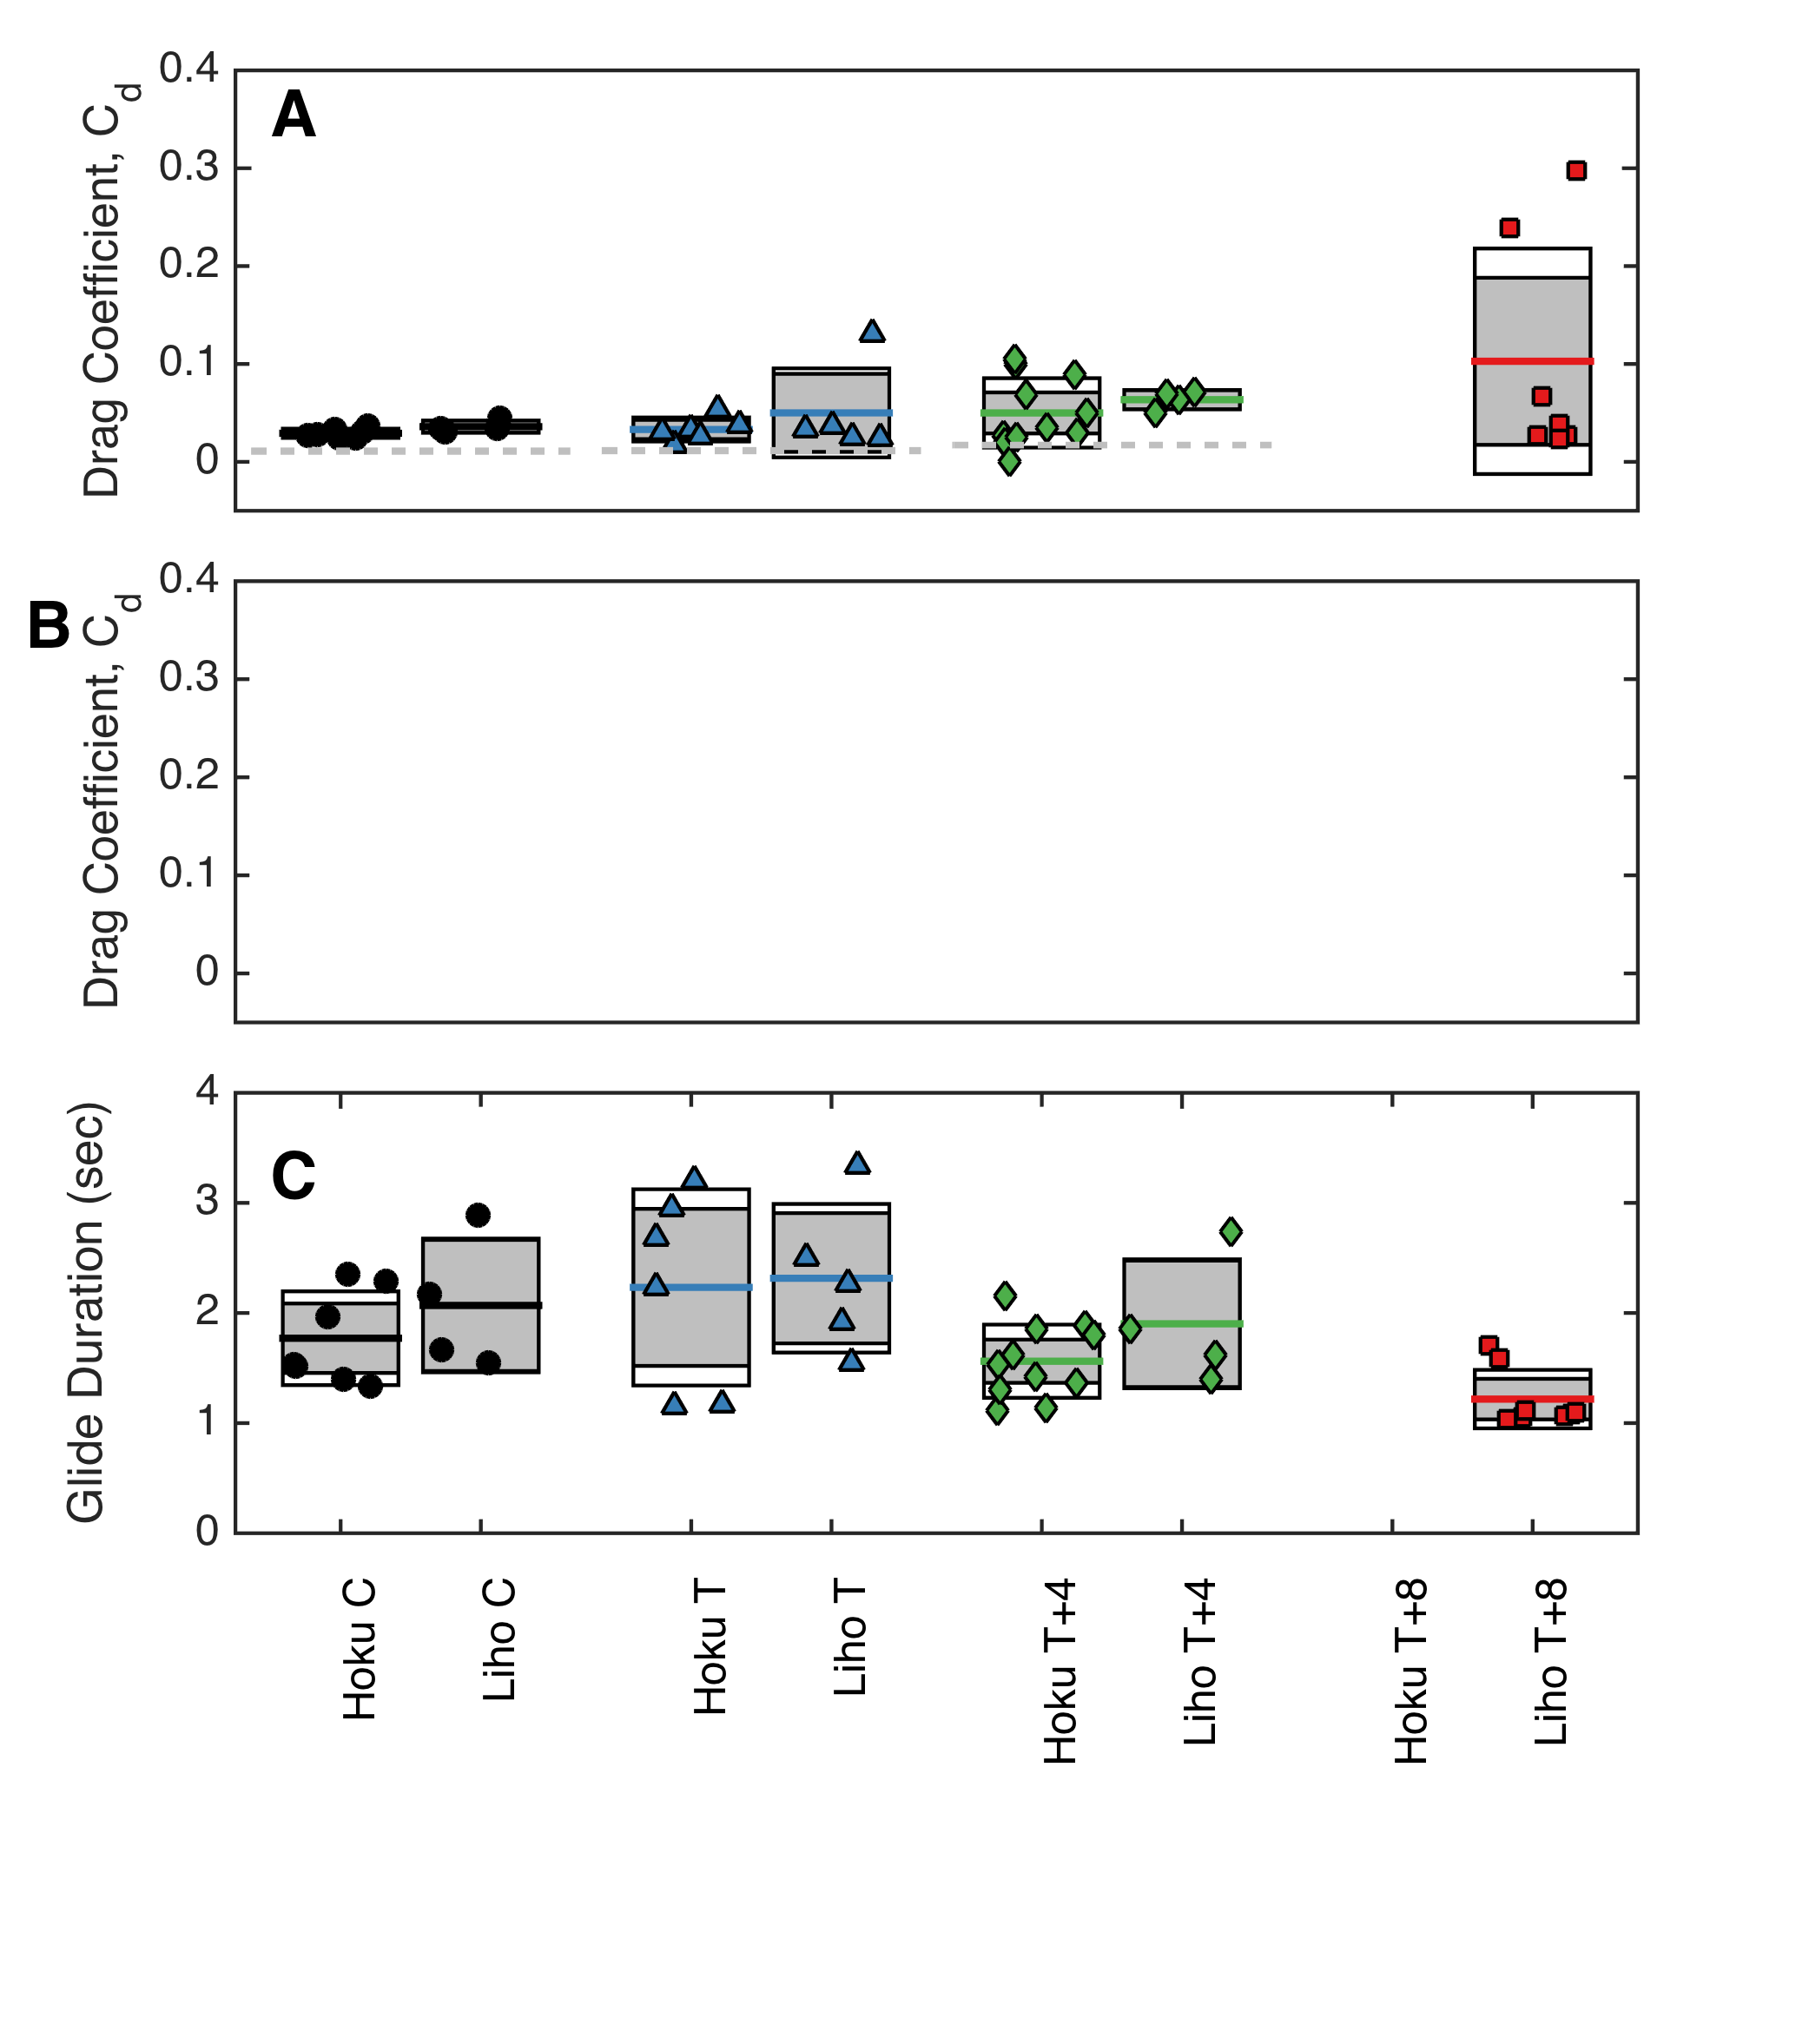 A
Drag Coefficient, Cd
0.4
0.3
0.2
0.1
0
B
Drag Coefficient, Cd
0.4
0.3
0.2
0.1
0
C
Glide Duration (sec)
4
3
2
1
0
Hoku C
Liho C
Hoku T
Liho T
Hoku T+4
Liho T+4
Hoku T+8
Liho T+8